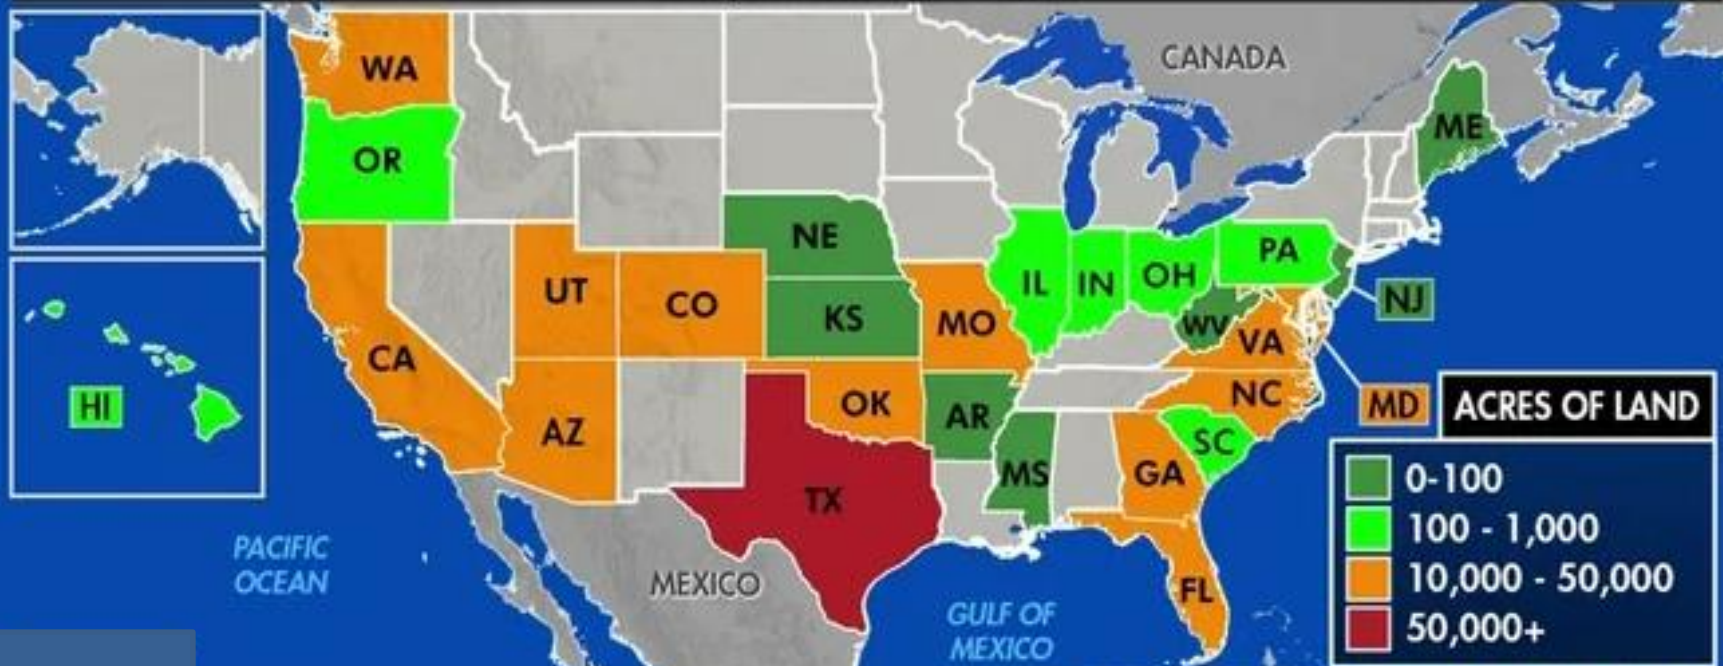 CANADA
WA
ME
OR
NE
PA
UT
CO
KS
MO
IL
IN
OH
WV
VA
NJ
CA
HI
AZ
OK
AR
NC
MD
TX
MS
GA
SC
FL
PACIFIC
OCEAN
MEXICO
GULF OF
MEXICO
ACRES OF LAND
0-100
100 - 1,000
10,000 - 50,000
50,000+